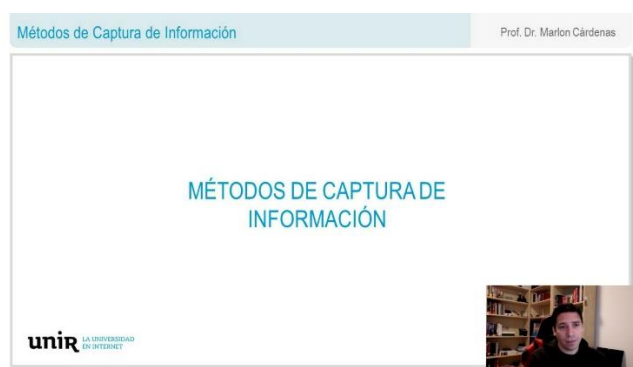 Métodos de Captura de Información
Prof. Dr. Marlon Cárdenas
MÉTODOS DE CAPTURA DE
INFORMACIÓN
unir LA UNIVERSIDAD
EN INTERNET